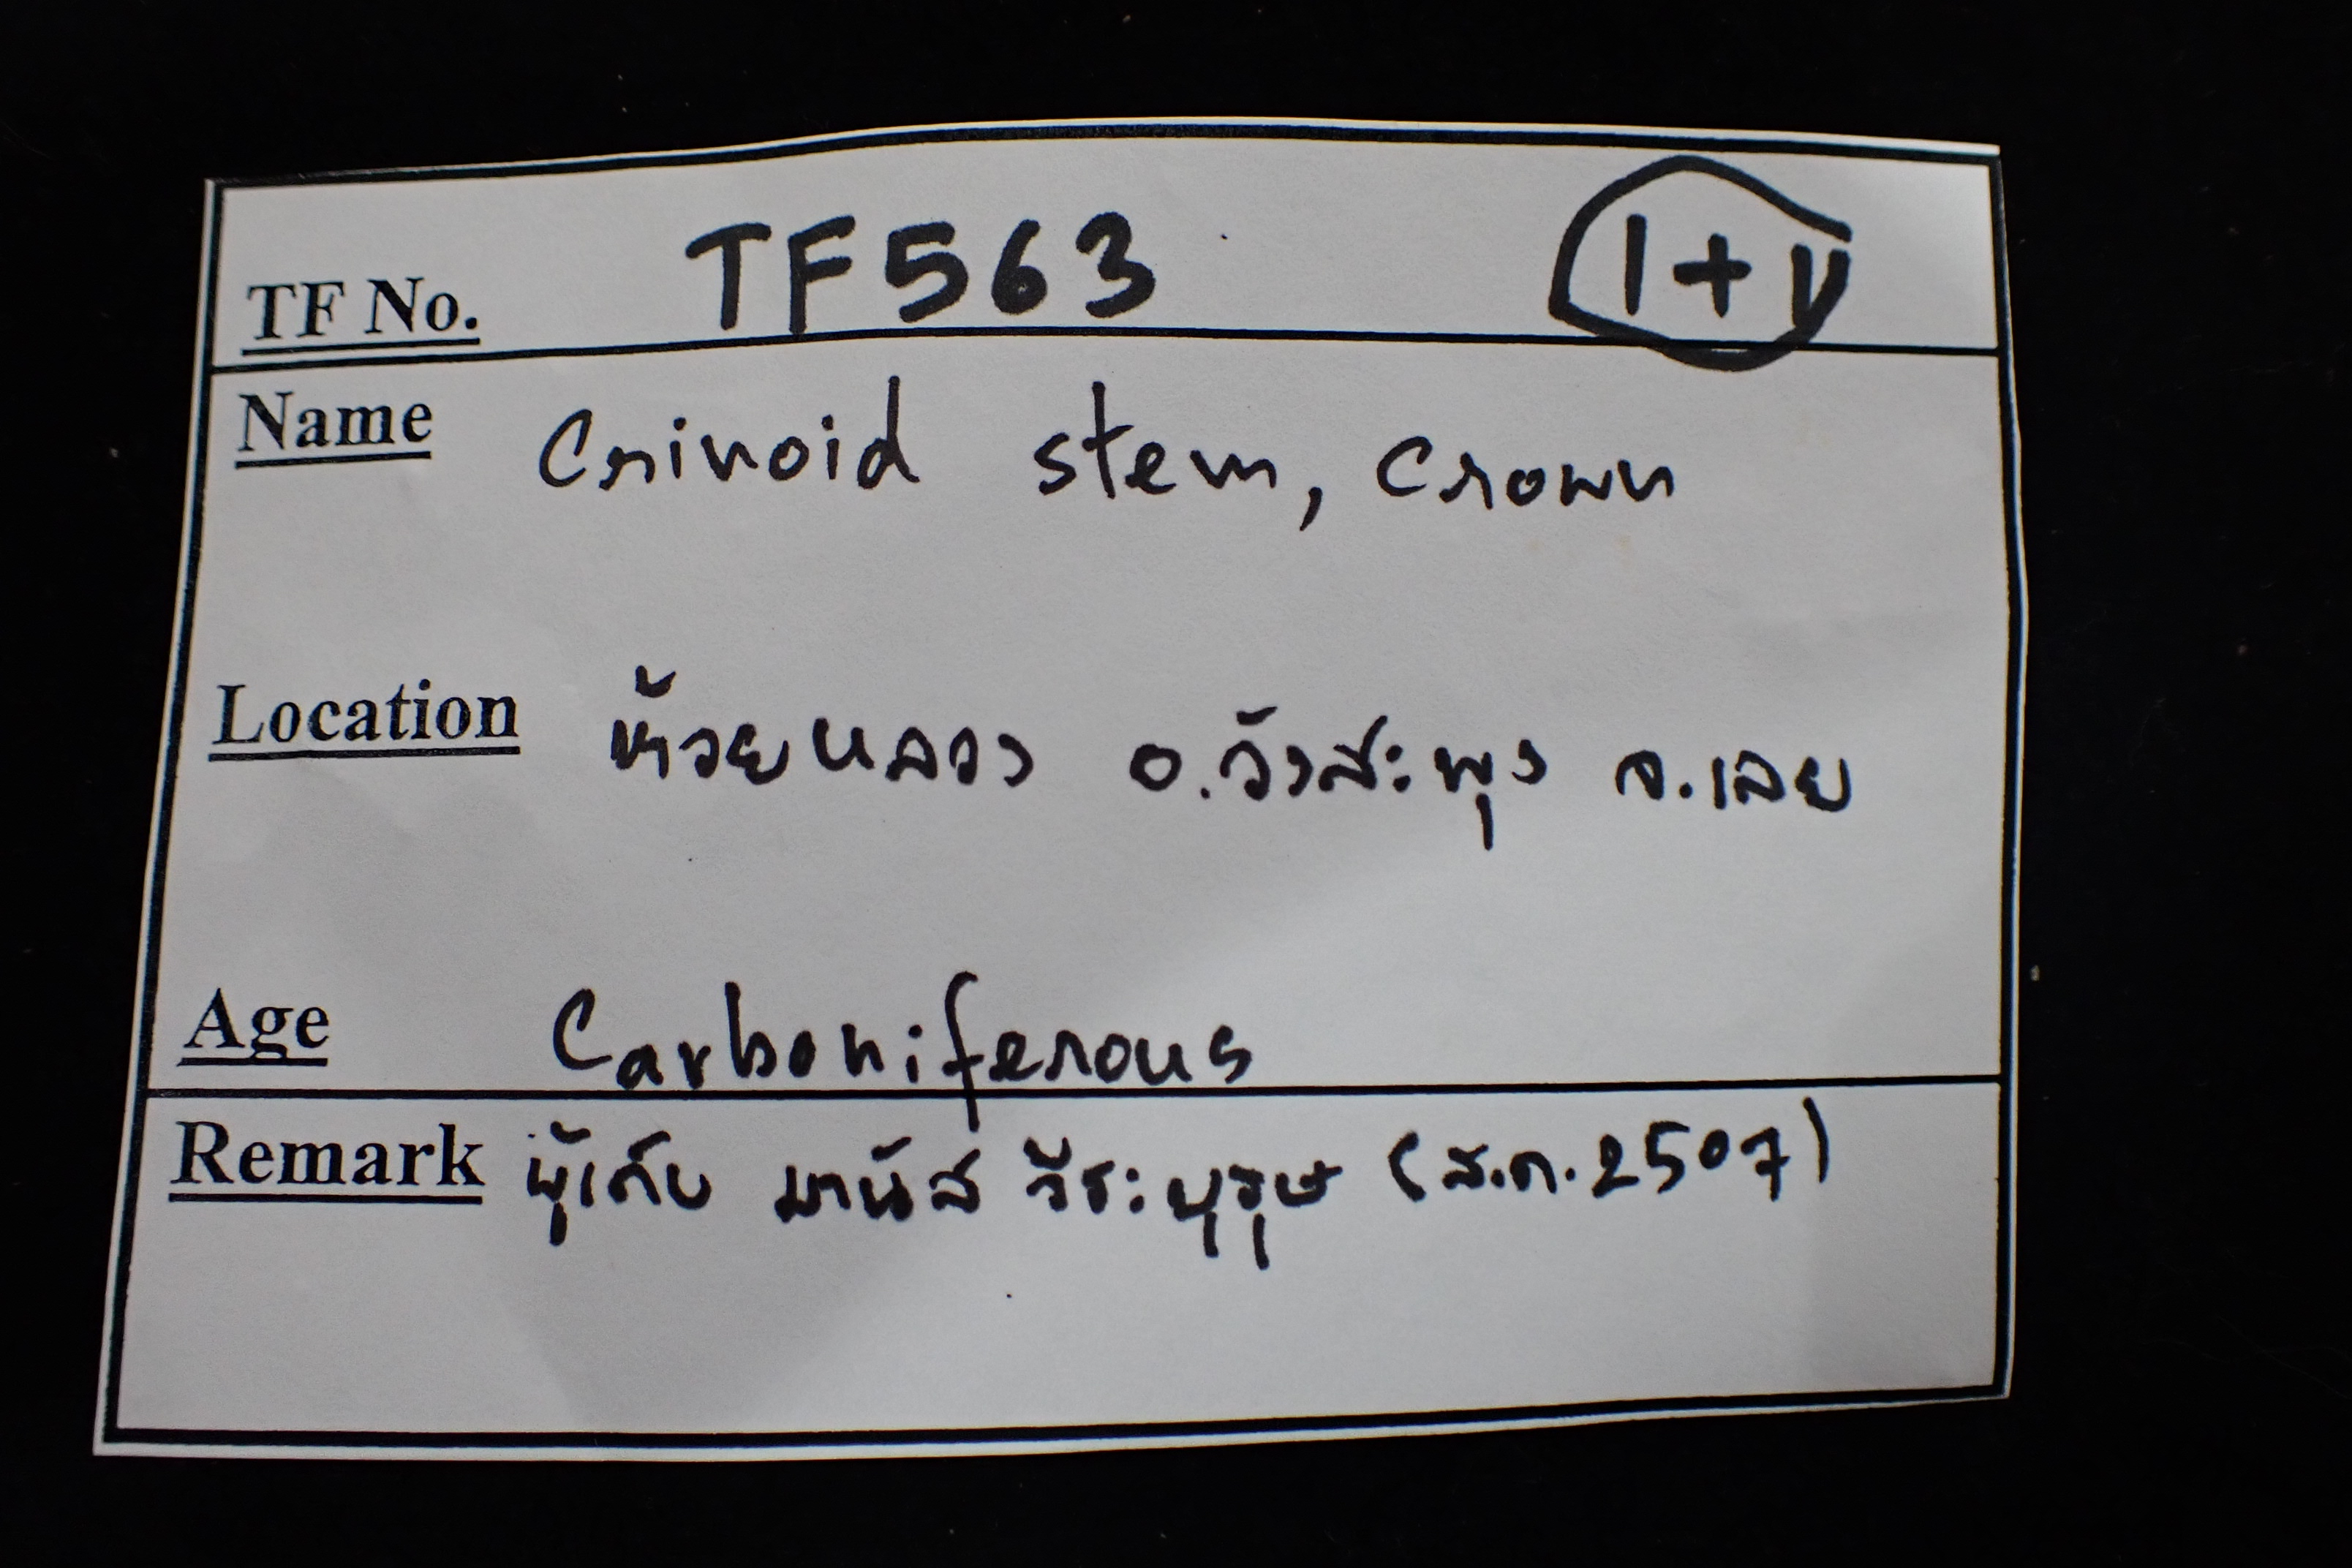 TF No. TF563 1+1
Name Crinoid stem, Crown
Location ห้วยหลวง อ.วังสะพุง จ.เลย
Age Carboniferous
Remark ผู้เก็บ มานัส วีระบุรุษ (ส.ค. 2507)